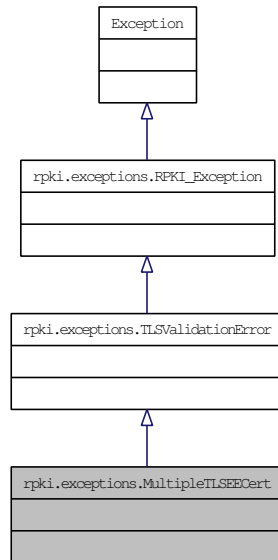 Exception
rpki.exceptions.RPKI_Exception
rpki.exceptions.TLSValidationError
rpki.exceptions.MultipleTLSEECert